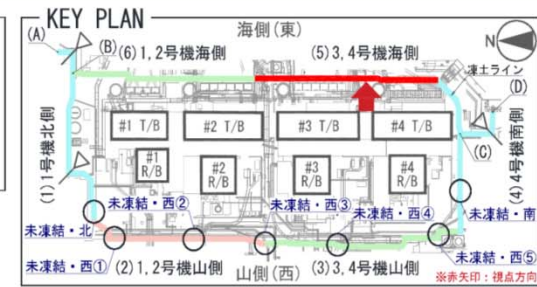 KEY PLAN
海側(東)
(A)
(B)
(6)1,2号機海側
(5)3,4号機海側
N
凍土ライン
(D)
#1 T/B
#2 T/B
#3 T/B
#4 T/B
(C)
(1)1号機北側
#1
R/B
#2
R/B
#3
R/B
#4
R/B
(4)4号機南側
未凍結・西②
未凍結・西③
未凍結・西④
未凍結・南
未凍結・北
未凍結・西①
(2)1,2号機山側
山側(西)
(3)3,4号機山側
未凍結・西⑤
※赤矢印：視点方向